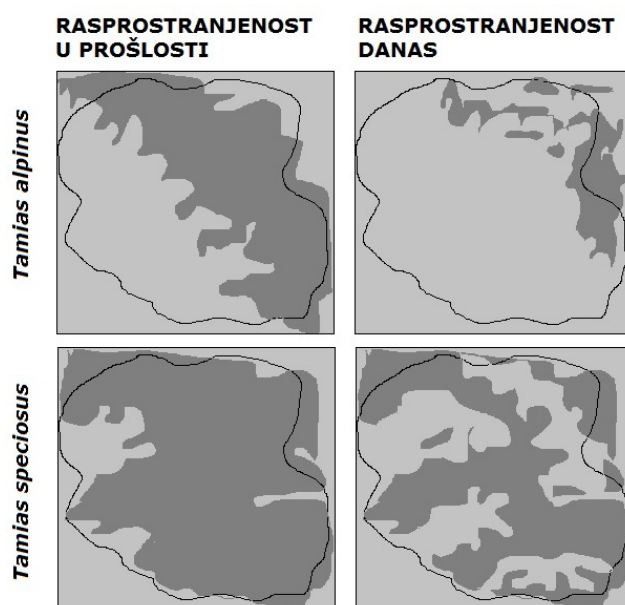 RASPROSTRANJENOST
U PROŠLOSTI
RASPROSTRANJENOST
DANAS
Tamias alpinus
Tamias speciosus